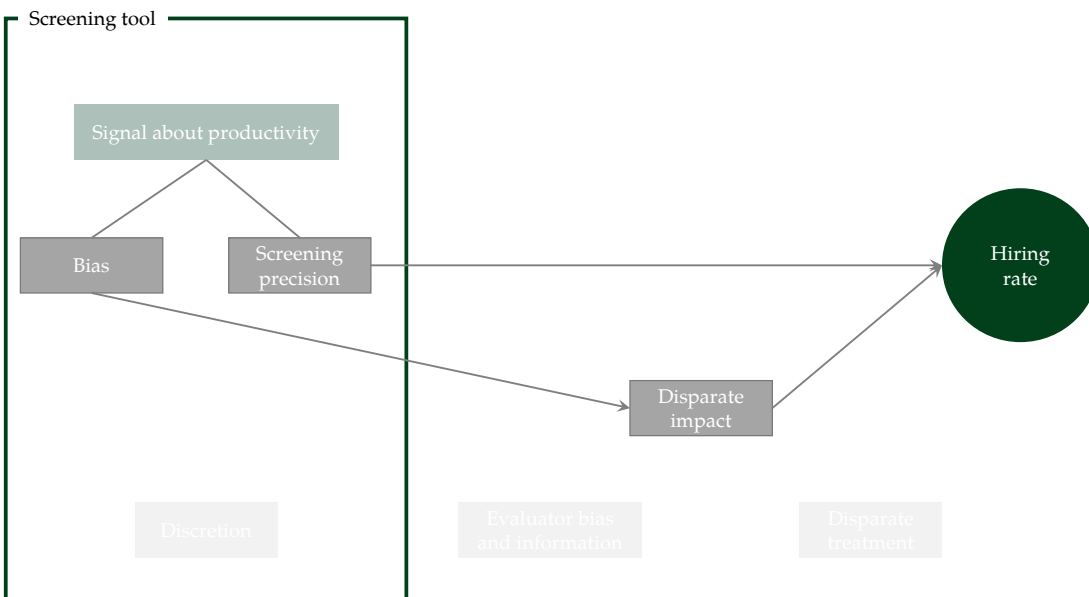 Screening tool
Signal about productivity
Bias
Screening
precision
Hiring
rate
Disparate
impact
Discretion
Evaluator bias
and information
Disparate
treatment